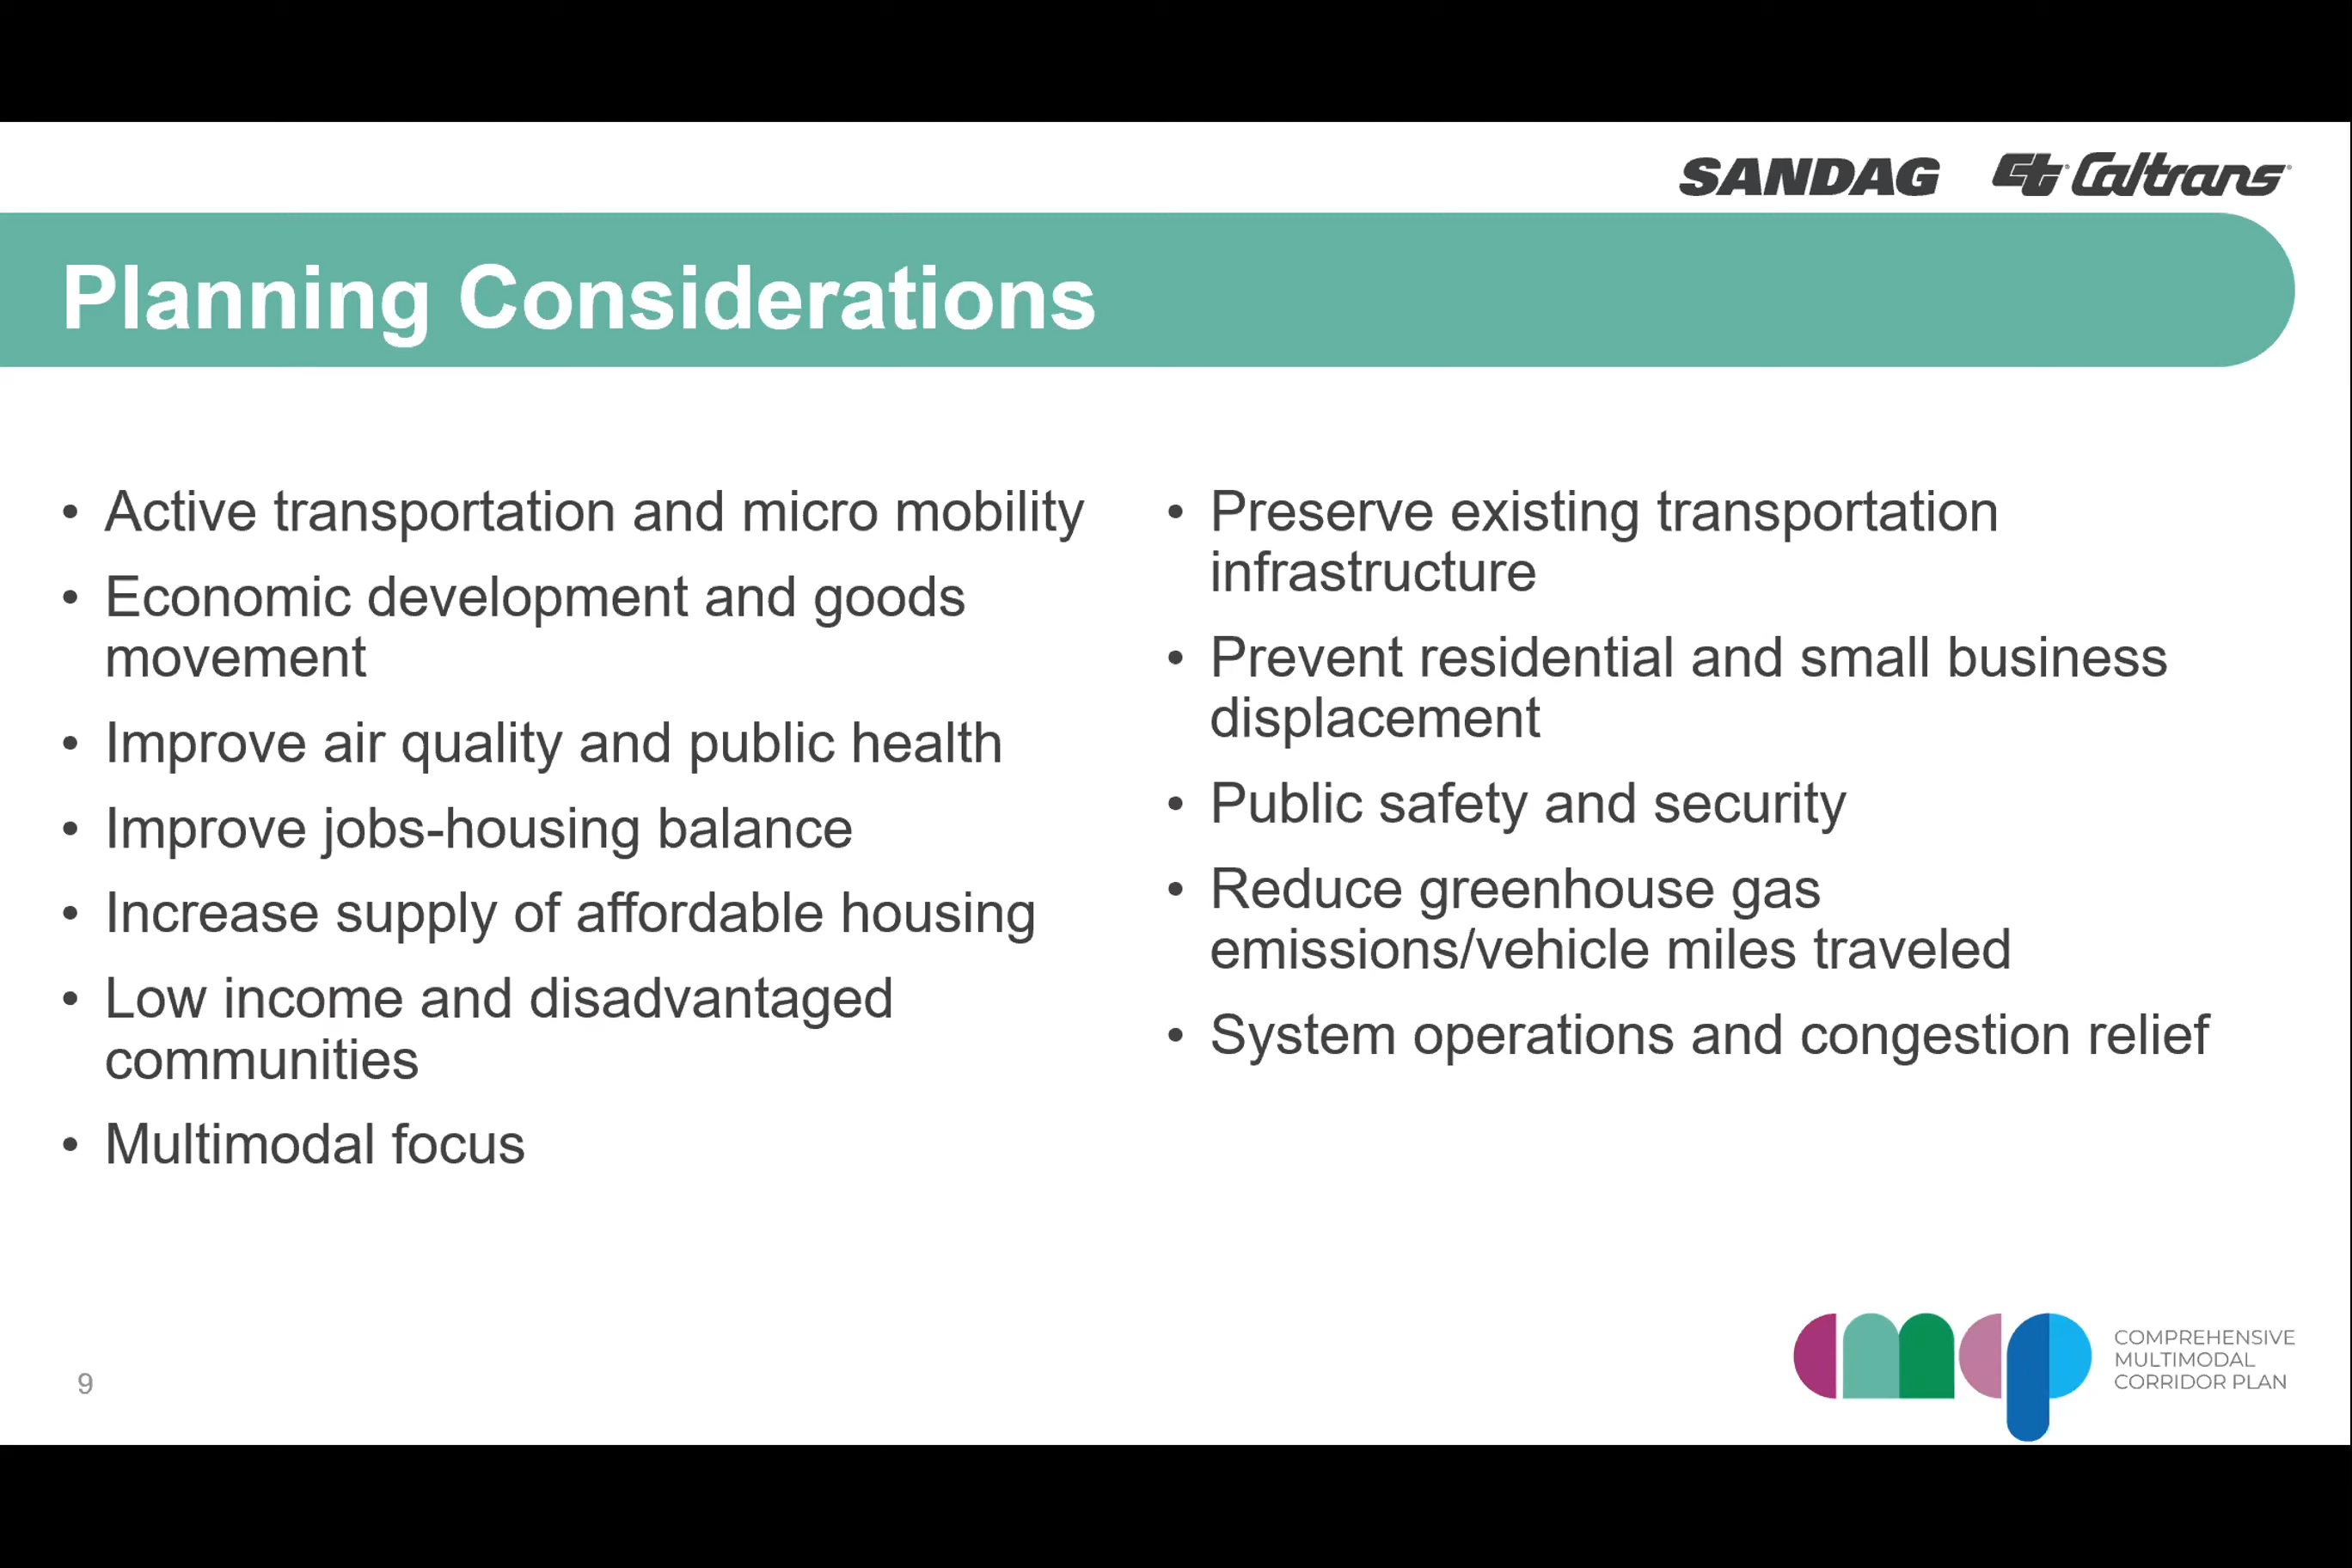 SANDAG Caltrans
Planning Considerations
• Active transportation and micro mobility
• Economic development and goods
movement
• Improve air quality and public health
• Improve jobs-housing balance
• Increase supply of affordable housing
• Low income and disadvantaged
communities
• Multimodal focus
• Preserve existing transportation
infrastructure
• Prevent residential and small business
displacement
• Public safety and security
• Reduce greenhouse gas
emissions/vehicle miles traveled
• System operations and congestion relief
9
cmcp
COMPREHENSIVE
MULTIMODAL
CORRIDOR PLAN